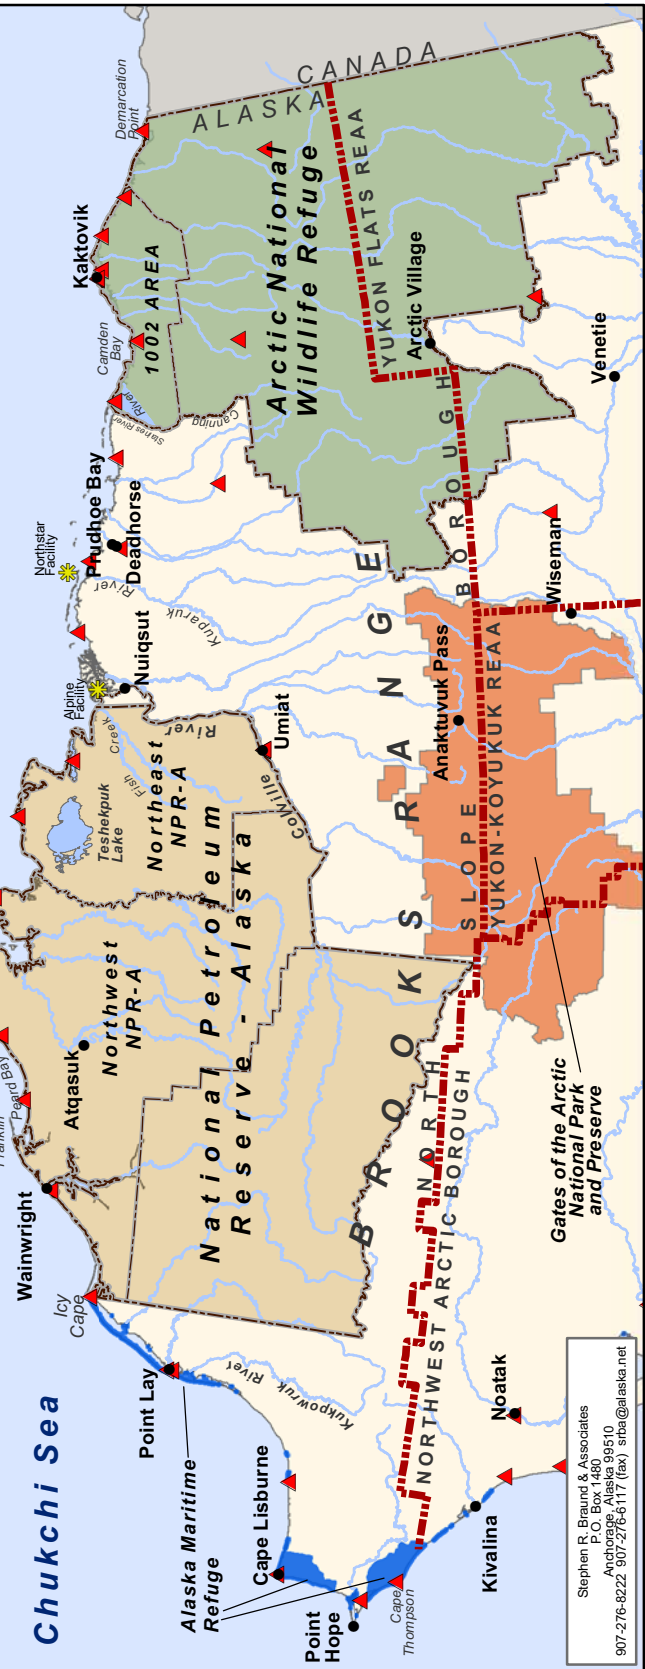 Chukchi Sea
Franklin
Peard Bay
Wainwright
Icy
Cape
Point Lay
Alaska Maritime
Refuge
Cape Lisburne
Point
Hope
Cape
Thompson
Kivalina
Noatak
Kukpowruk River
Atqasuk
Northwest
NPR-A
National Petroleum
Reserve - Alaska
Teshekpuk
Lake
Northeast
NPR-A
Fish Creek
Colville River
Umiat
Alpine
Facility
Nuiqsut
Northstar
Facility
Prudhoe Bay
Deadhorse
Kuparuk River
Camden
Bay
Staines River
Canning River
Kaktovik
1002 AREA
Demarcation
Point
ALASKA
CANADA
Arctic National
Wildlife Refuge
YUKON FLATS REAA
Arctic Village
Venetie
Wiseman
BROOKS RANGE
NORTH SLOPE BOROUGH
NORTHWEST ARCTIC BOROUGH
YUKON-KOYUKUK REAA
Anaktuvuk Pass
Gates of the Arctic
National Park
and Preserve
Stephen R. Braund & Associates
P.O. Box 1480
Anchorage, Alaska 99510
907-276-8222 907-276-6117 (fax) srba@alaska.net